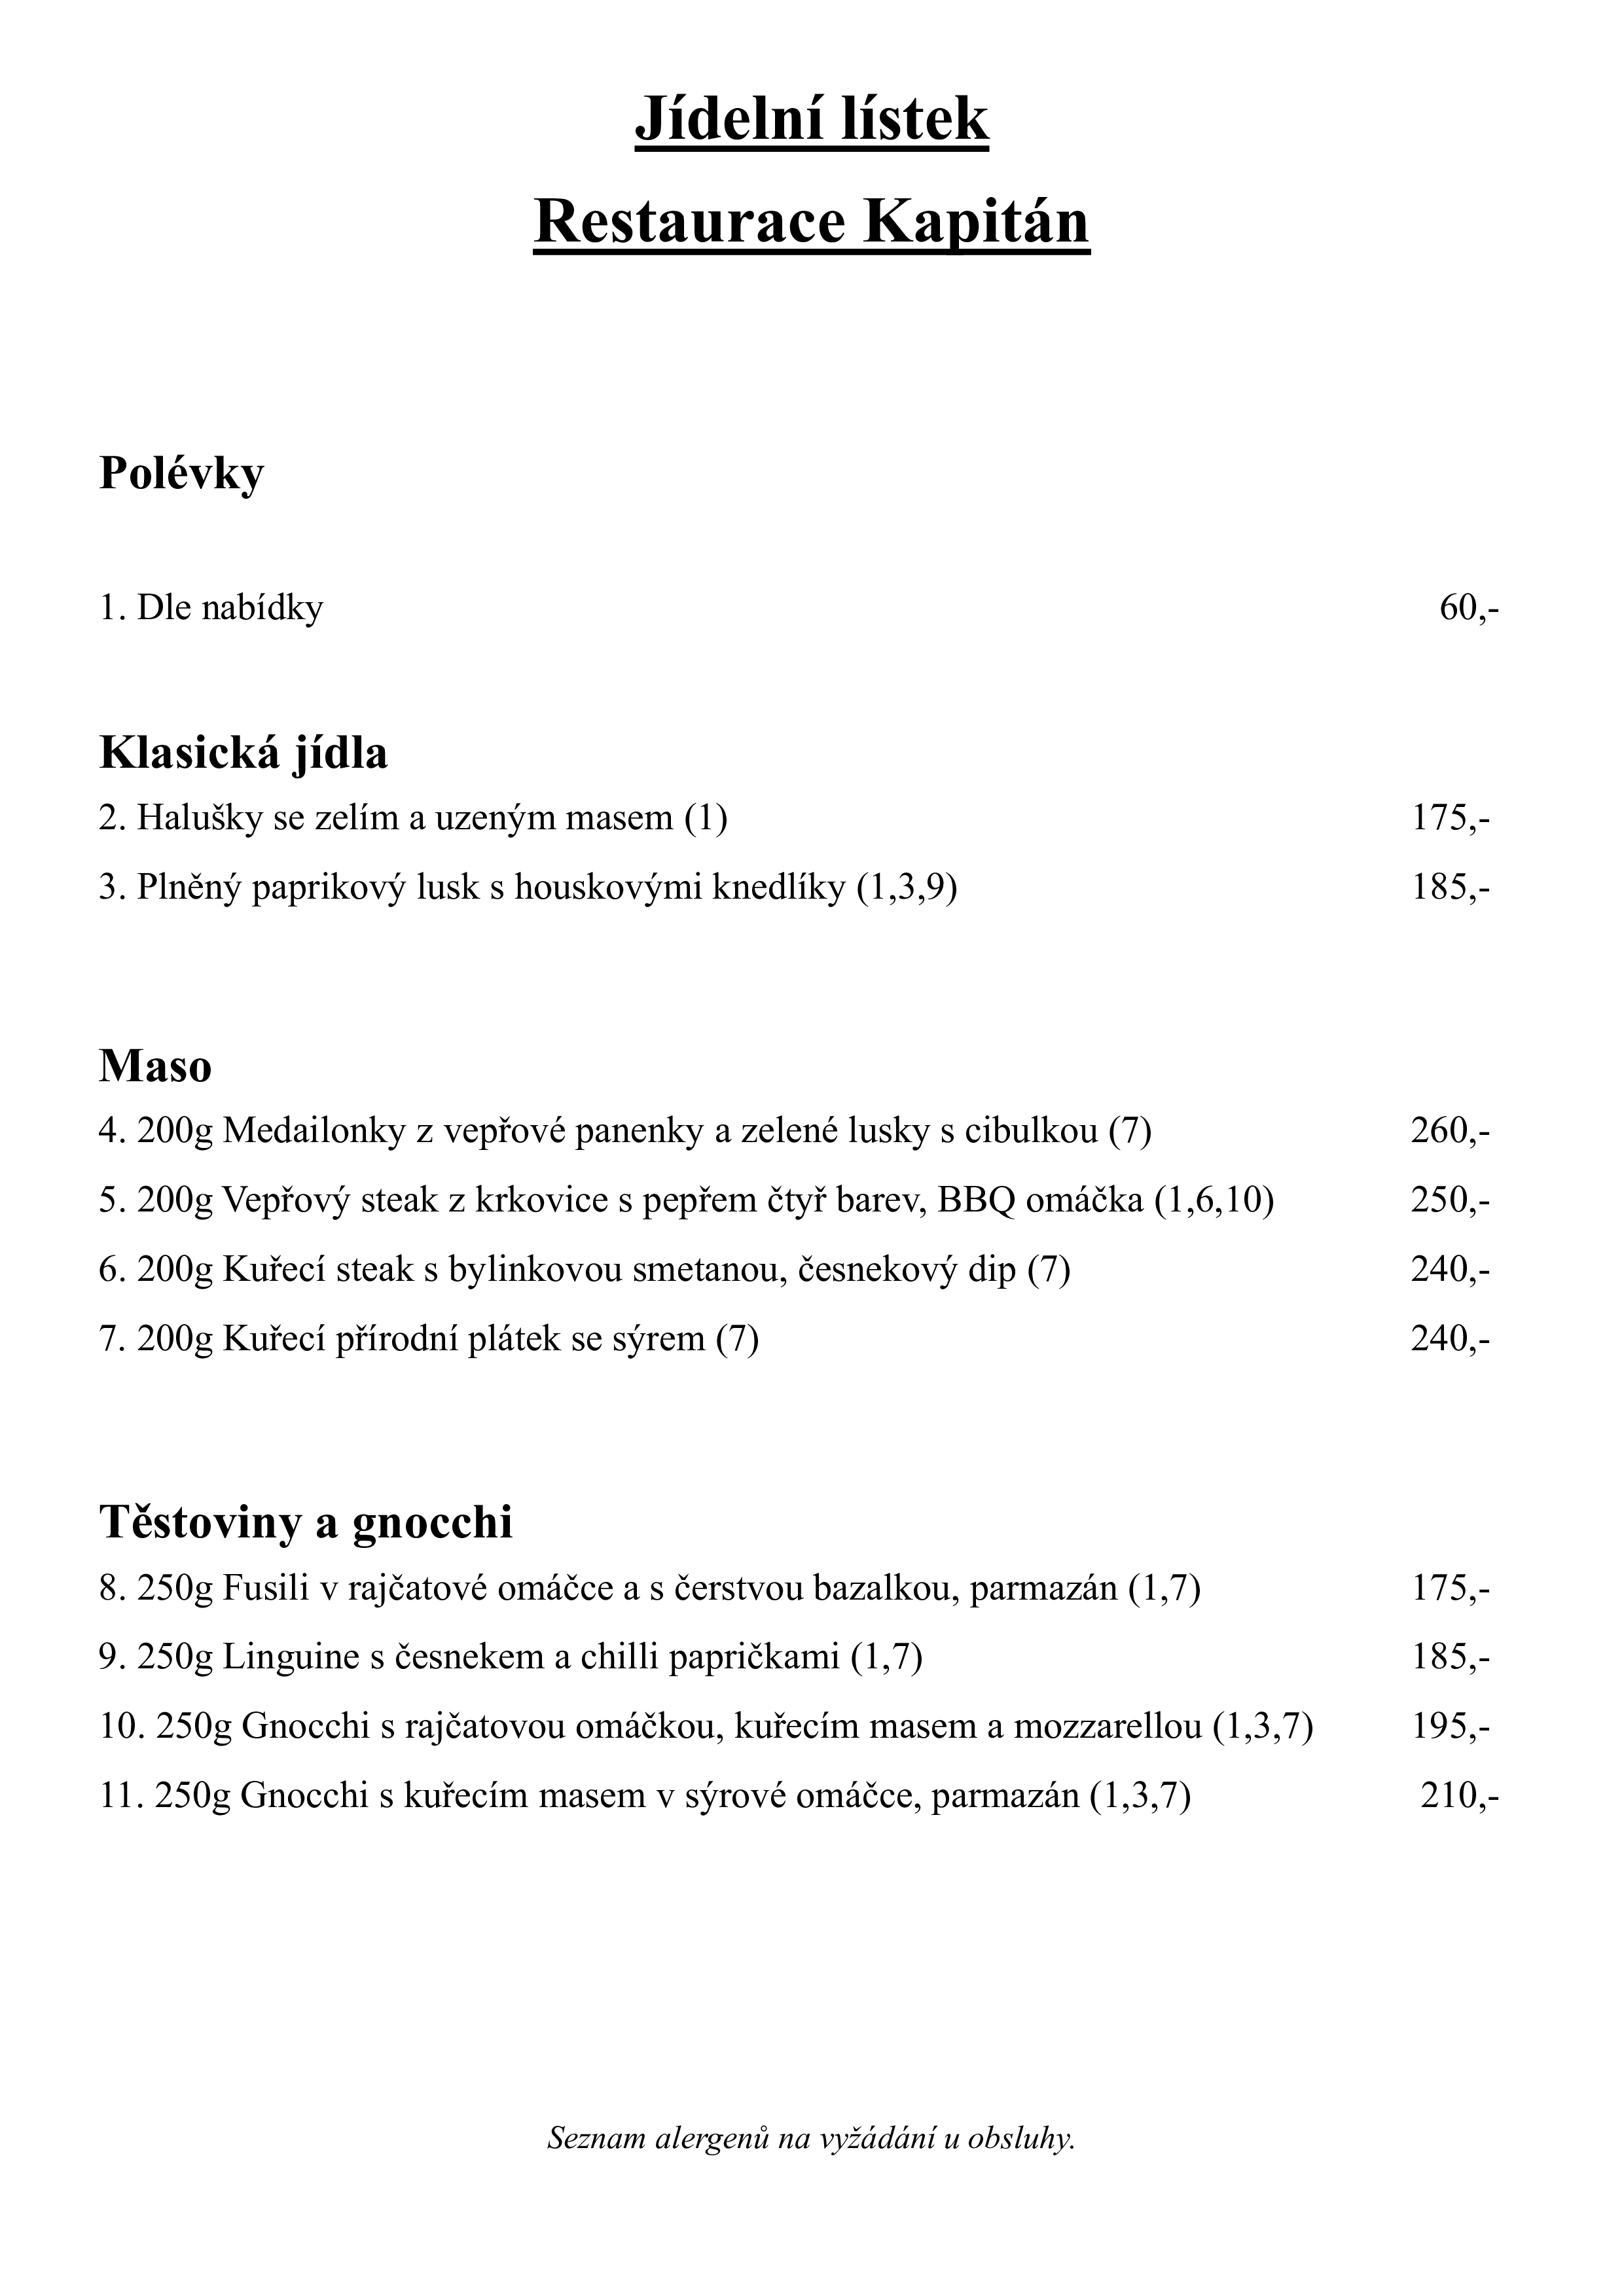 Jídelní lístek
Restaurace Kapitán
Polévky
1. Dle nabídky 60,-
Klasická jídla
2. Halušky se zelím a uzeným masem (1) 175,-
3. Plněný paprikový lusk s houskovými knedlíky (1,3,9) 185,-
Maso
4. 200g Medailonky z vepřové panenky a zelené lusky s cibulkou (7) 260,-
5. 200g Vepřový steak z krkovice s pepřem čtyř barev, BBQ omáčka (1,6,10) 250,-
6. 200g Kuřecí steak s bylinkovou smetanou, česnekový dip (7) 240,-
7. 200g Kuřecí přírodní plátek se sýrem (7) 240,-
Těstoviny a gnocchi
8. 250g Fusili v rajčatové omáčce a s čerstvou bazalkou, parmazán (1,7) 175,-
9. 250g Linguine s česnekem a chilli papričkami (1,7) 185,-
10. 250g Gnocchi s rajčatovou omáčkou, kuřecím masem a mozzarellou (1,3,7) 195,-
11. 250g Gnocchi s kuřecím masem v sýrové omáčce, parmazán (1,3,7) 210,-
Seznam alergenů na vyžádání u obsluhy.